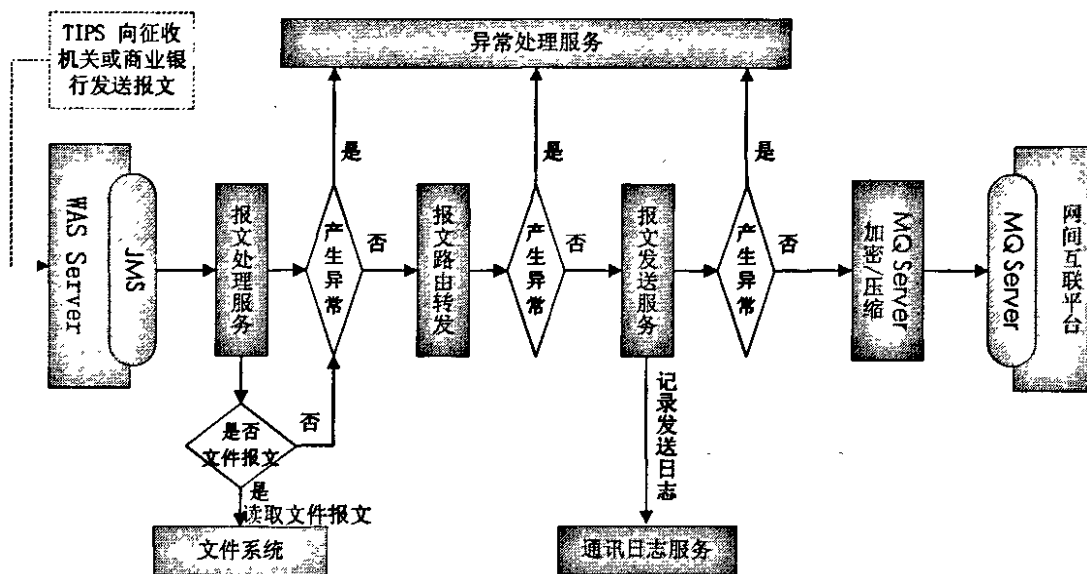 TIPS 向征收
机关或商业银
行发送报文
异常处理服务
是
是
是
WAS Server
JMS
报文处理服务
产生异常
否
报文路由转发
产生异常
否
报文发送服务
产生异常
否
MQ Server
加密/压缩
MQ Server
网间互联平台
是否
文件报文
否
是
读取文件报文
文件系统
记录发送日志
通讯日志服务